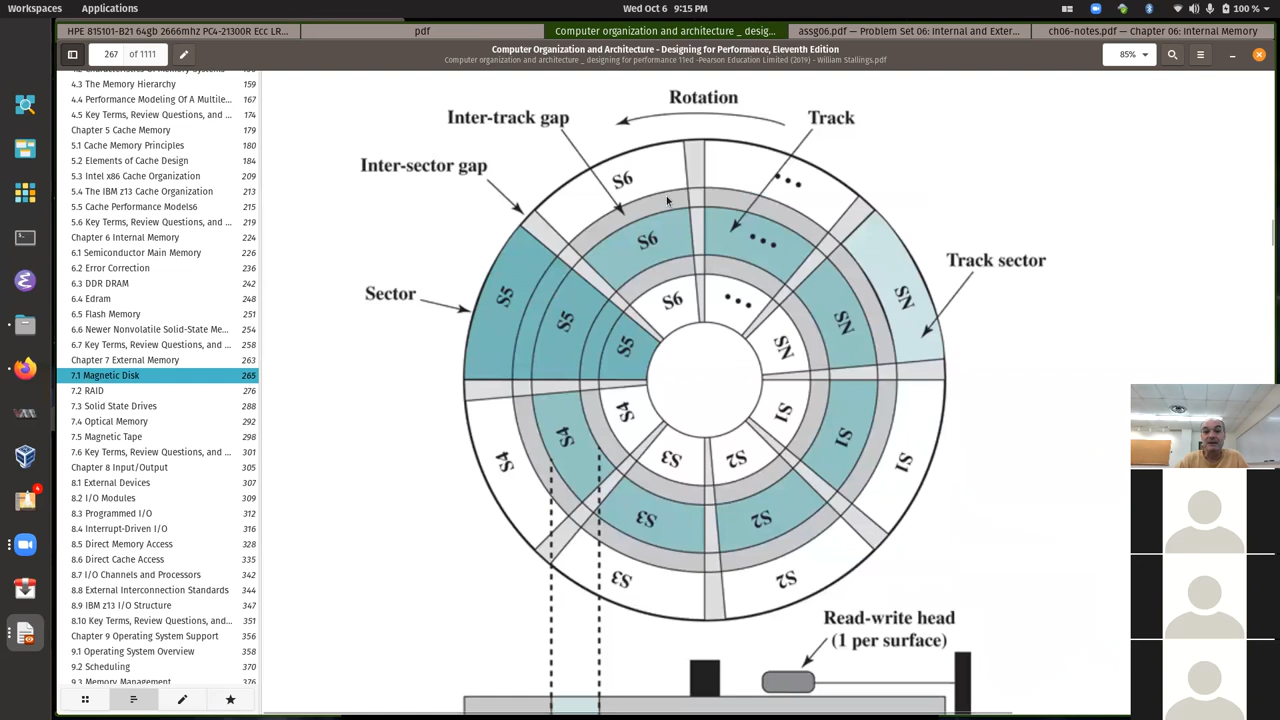 Workspaces
Applications
Wed Oct 6 9:15 PM
100 %
HPE 815101-B21 64gb 2666mhz PC4-21300R Ecc LR...
pdf
Computer organization and architecture _ desig...
assg06.pdf — Problem Set 06: Internal and Exter...
ch06-notes.pdf — Chapter 06: Internal Memory
267 of 1111
Computer Organization and Architecture - Designing for Performance, Eleventh Edition
Computer organization and architecture _ designing for performance 11ed -Pearson Education Limited (2019) - William Stallings.pdf
85%
4.2 Characteristics Of Memory Systems
4.3 The Memory Hierarchy 159
4.4 Performance Modeling Of A Multile... 167
4.5 Key Terms, Review Questions, and ... 174
Chapter 5 Cache Memory 179
5.1 Cache Memory Principles 180
5.2 Elements of Cache Design 184
5.3 Intel x86 Cache Organization 209
5.4 The IBM z13 Cache Organization 213
5.5 Cache Performance Models6 215
5.6 Key Terms, Review Questions, and ... 219
Chapter 6 Internal Memory 224
6.1 Semiconductor Main Memory 226
6.2 Error Correction 236
6.3 DDR DRAM 242
6.4 Edram 248
6.5 Flash Memory 251
6.6 Newer Nonvolatile Solid-State Me... 254
6.7 Key Terms, Review Questions, and ... 258
Chapter 7 External Memory 263
7.1 Magnetic Disk 265
7.2 RAID 276
7.3 Solid State Drives 288
7.4 Optical Memory 292
7.5 Magnetic Tape 298
7.6 Key Terms, Review Questions, and ... 301
Chapter 8 Input/Output 305
8.1 External Devices 307
8.2 I/O Modules 309
8.3 Programmed I/O 312
8.4 Interrupt-Driven I/O 316
8.5 Direct Memory Access 328
8.6 Direct Cache Access 335
8.7 I/O Channels and Processors 342
8.8 External Interconnection Standards 344
8.9 IBM z13 I/O Structure 347
8.10 Key Terms, Review Questions, and... 351
Chapter 9 Operating System Support 356
9.1 Operating System Overview 358
9.2 Scheduling 370
9.3 Memory Management 376
4
Rotation
Inter-track gap
Track
Inter-sector gap
Track sector
Sector
S6
• • •
S6
• • •
S6
• • •
SN
SN
SN
S5
S5
S5
S4
S4
S4
S1
S1
S1
S3
S2
S3
S2
S3
S2
Read-write head
(1 per surface)